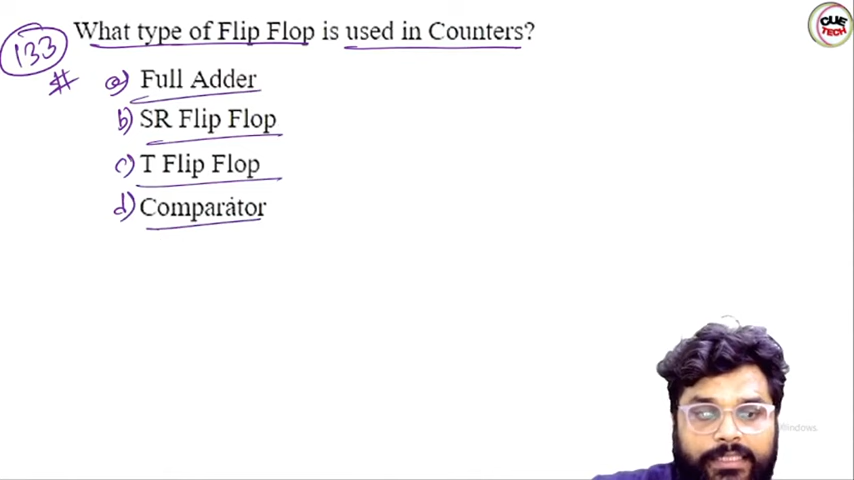 133 What type of Flip Flop is used in Counters?
# a) Full Adder
b) SR Flip Flop
c) T Flip Flop
d) Comparator
CUE
TECH
Windows.